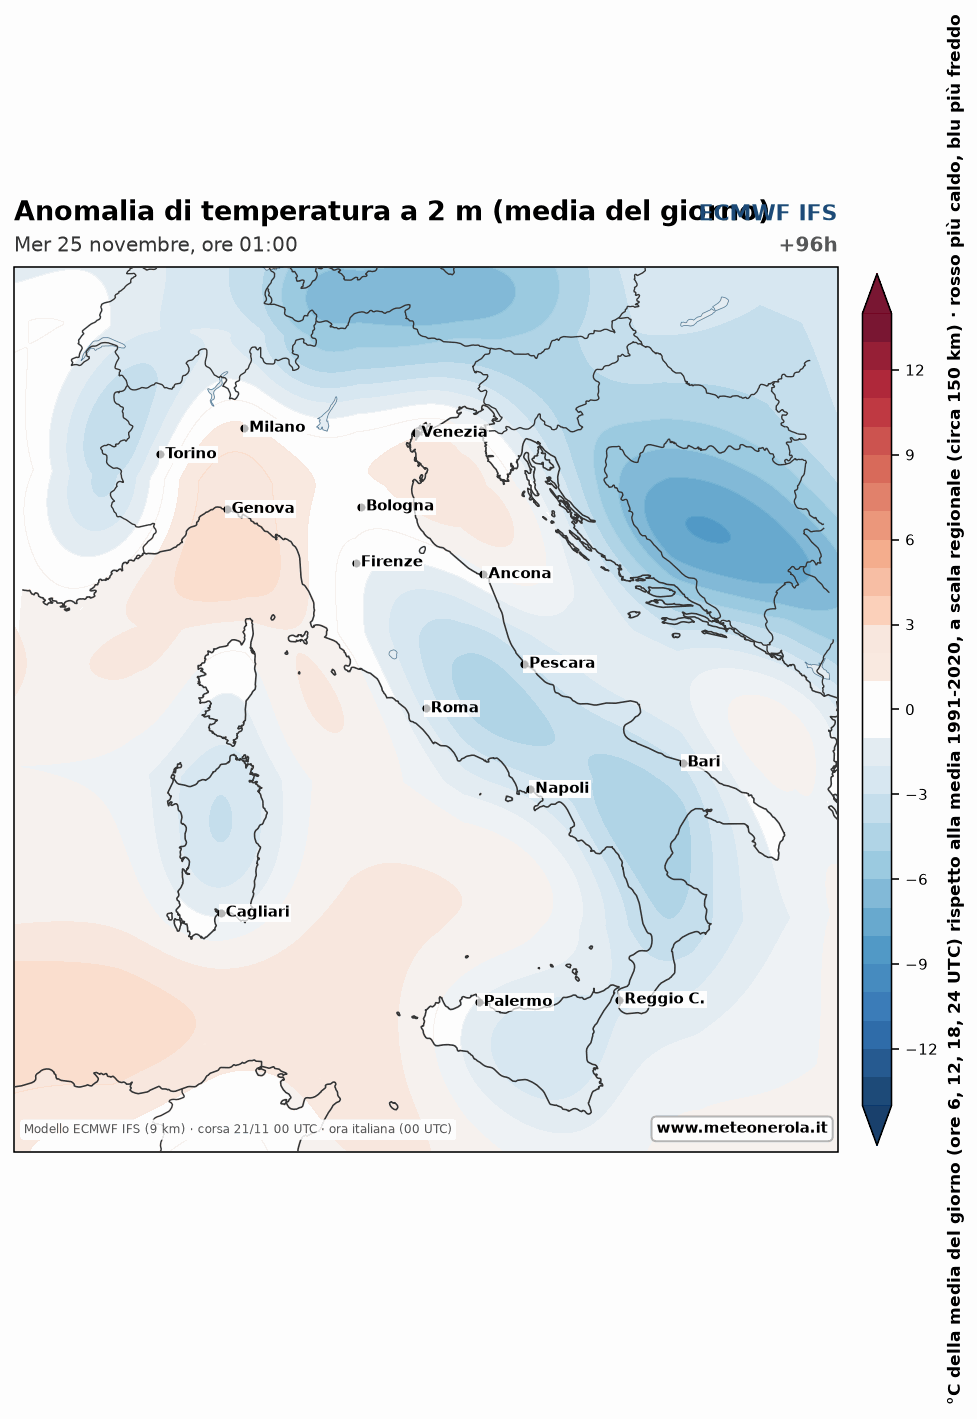 Anomalia di temperatura a 2 m (media del giorno)
ECMWF IFS
Mer 25 novembre, ore 01:00
+96h
Milano
Venezia
Torino
Genova
Bologna
Firenze
Ancona
Pescara
Roma
Bari
Napoli
Cagliari
Palermo
Reggio C.
Modello ECMWF IFS (9 km) · corsa 21/11 00 UTC · ora italiana (00 UTC)
www.meteonerola.it
12
9
6
3
0
−3
−6
−9
−12
°C della media del giorno (ore 6, 12, 18, 24 UTC) rispetto alla media 1991-2020, a scala regionale (circa 150 km) · rosso più caldo, blu più freddo